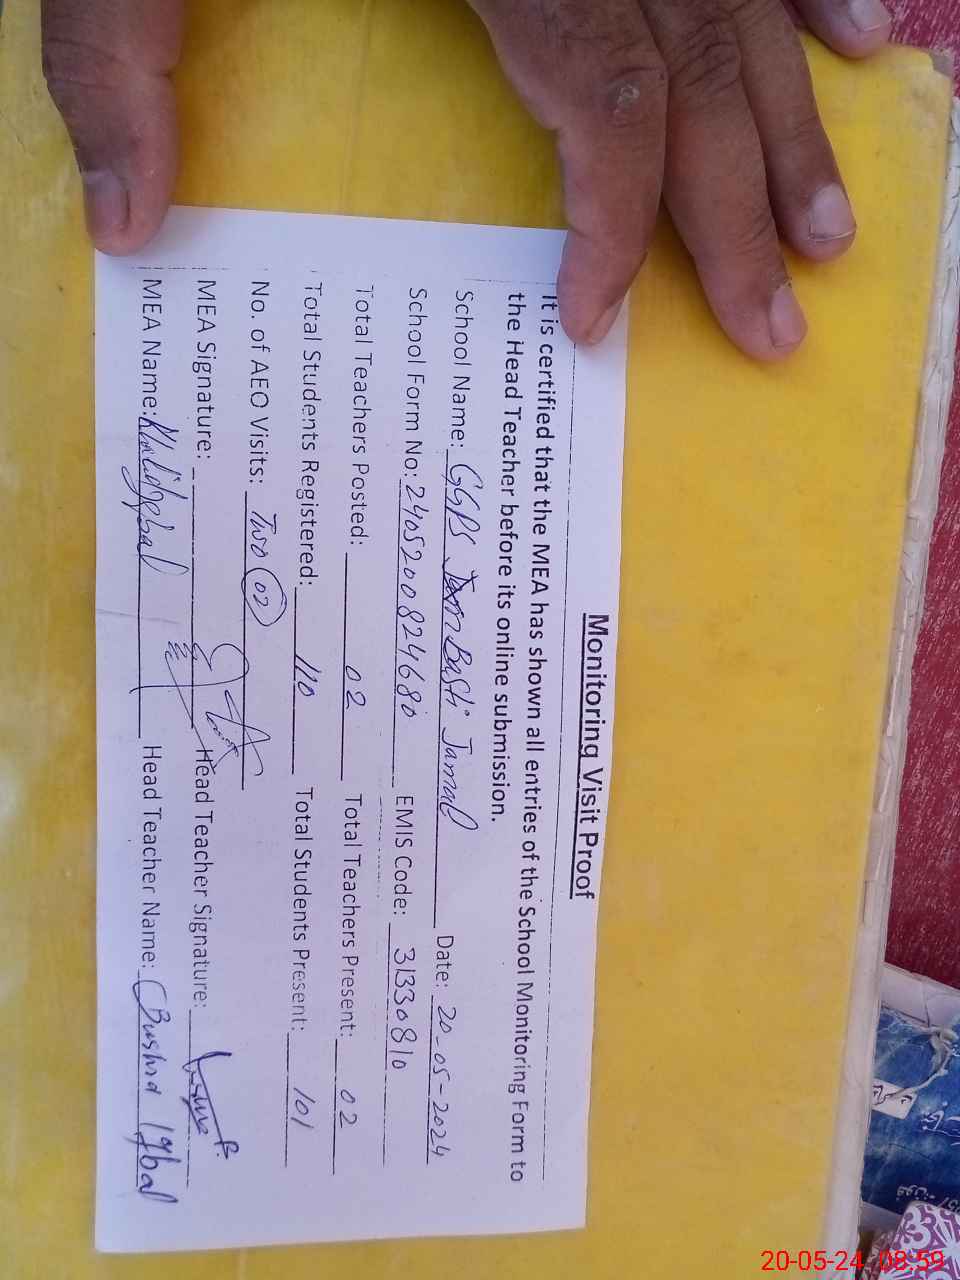 Monitoring Visit Proof
It is certified that the MEA has shown all entries of the School Monitoring Form to
the Head Teacher before its online submission.
School Name: GGPS Jam Basti Jamal Date: 20-05-2024
School Form No: 2405200824680 EMIS Code: 31330810
Total Teachers Posted: 02 Total Teachers Present: 02
Total Students Registered: 110 Total Students Present: 101
No. of AEO Visits: Two 02
MEA Signature: Head Teacher Signature:
MEA Name: Khalid Iqbal Head Teacher Name: Bushra Iqbal
20-05-24 08:59